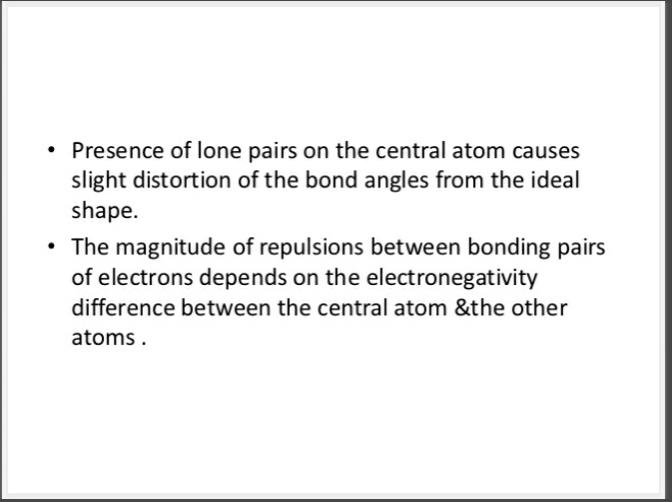 • Presence of lone pairs on the central atom causes
slight distortion of the bond angles from the ideal
shape.
• The magnitude of repulsions between bonding pairs
of electrons depends on the electronegativity
difference between the central atom &the other
atoms .